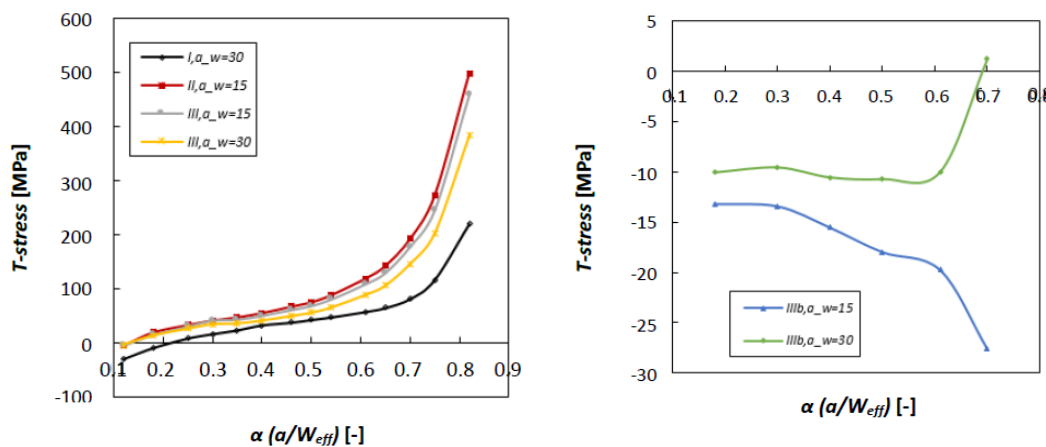 600
500
400
300
200
100
0
-100
0.1 0.2 0.3 0.4 0.5 0.6 0.7 0.8 0.9
I,a_w=30
II,a_w=15
III,a_w=15
III,a_w=30
T-stress [MPa]
α (a/Weff) [-]
5
0
-5
-10
-15
-20
-25
-30
0.1 0.2 0.3 0.4 0.5 0.6 0.7 0.8
IIIb,a_w=15
IIIb,a_w=30
T-stress [MPa]
α (a/Weff) [-]